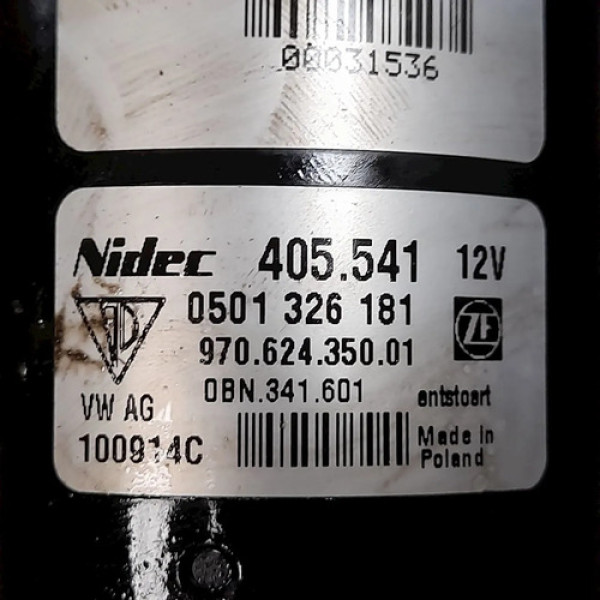 00031536
Nidec 405.541 12V
0501 326 181
ZF
970.624.350.01
0BN.341.601 entstoert
VW AG
100914C Made in
Poland